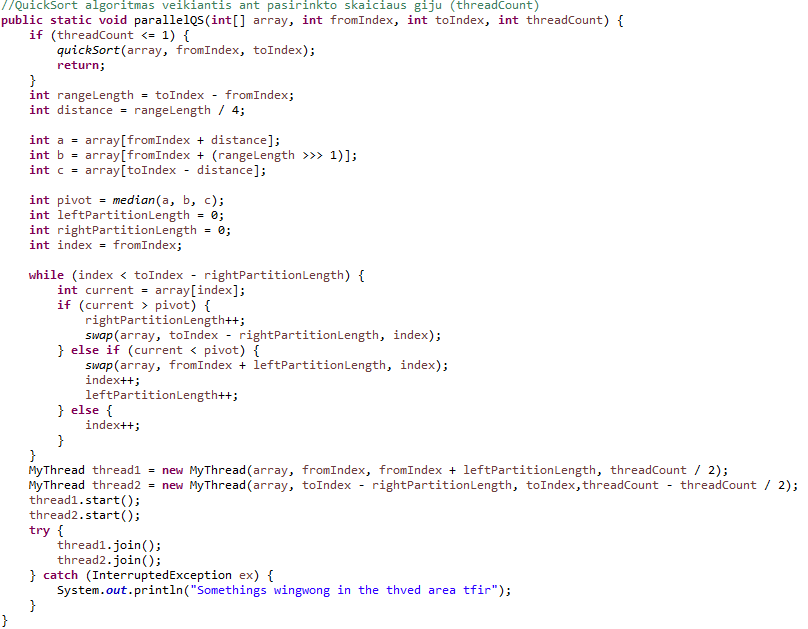 //QuickSort algoritmas veikiantis ant pasirinkto skaiciaus giju (threadCount)
public static void parallelQS(int[] array, int fromIndex, int toIndex, int threadCount) {
    if (threadCount <= 1) {
        quickSort(array, fromIndex, toIndex);
        return;
    }
    int rangeLength = toIndex - fromIndex;
    int distance = rangeLength / 4;

    int a = array[fromIndex + distance];
    int b = array[fromIndex + (rangeLength >>> 1)];
    int c = array[toIndex - distance];

    int pivot = median(a, b, c);
    int leftPartitionLength = 0;
    int rightPartitionLength = 0;
    int index = fromIndex;

    while (index < toIndex - rightPartitionLength) {
        int current = array[index];
        if (current > pivot) {
            rightPartitionLength++;
            swap(array, toIndex - rightPartitionLength, index);
        } else if (current < pivot) {
            swap(array, fromIndex + leftPartitionLength, index);
            index++;
            leftPartitionLength++;
        } else {
            index++;
        }
    }
    MyThread thread1 = new MyThread(array, fromIndex, fromIndex + leftPartitionLength, threadCount / 2);
    MyThread thread2 = new MyThread(array, toIndex - rightPartitionLength, toIndex,threadCount - threadCount / 2);
    thread1.start();
    thread2.start();
    try {
        thread1.join();
        thread2.join();
    } catch (InterruptedException ex) {
        System.out.println("Somethings wingwong in the thved area tfir");
    }
}